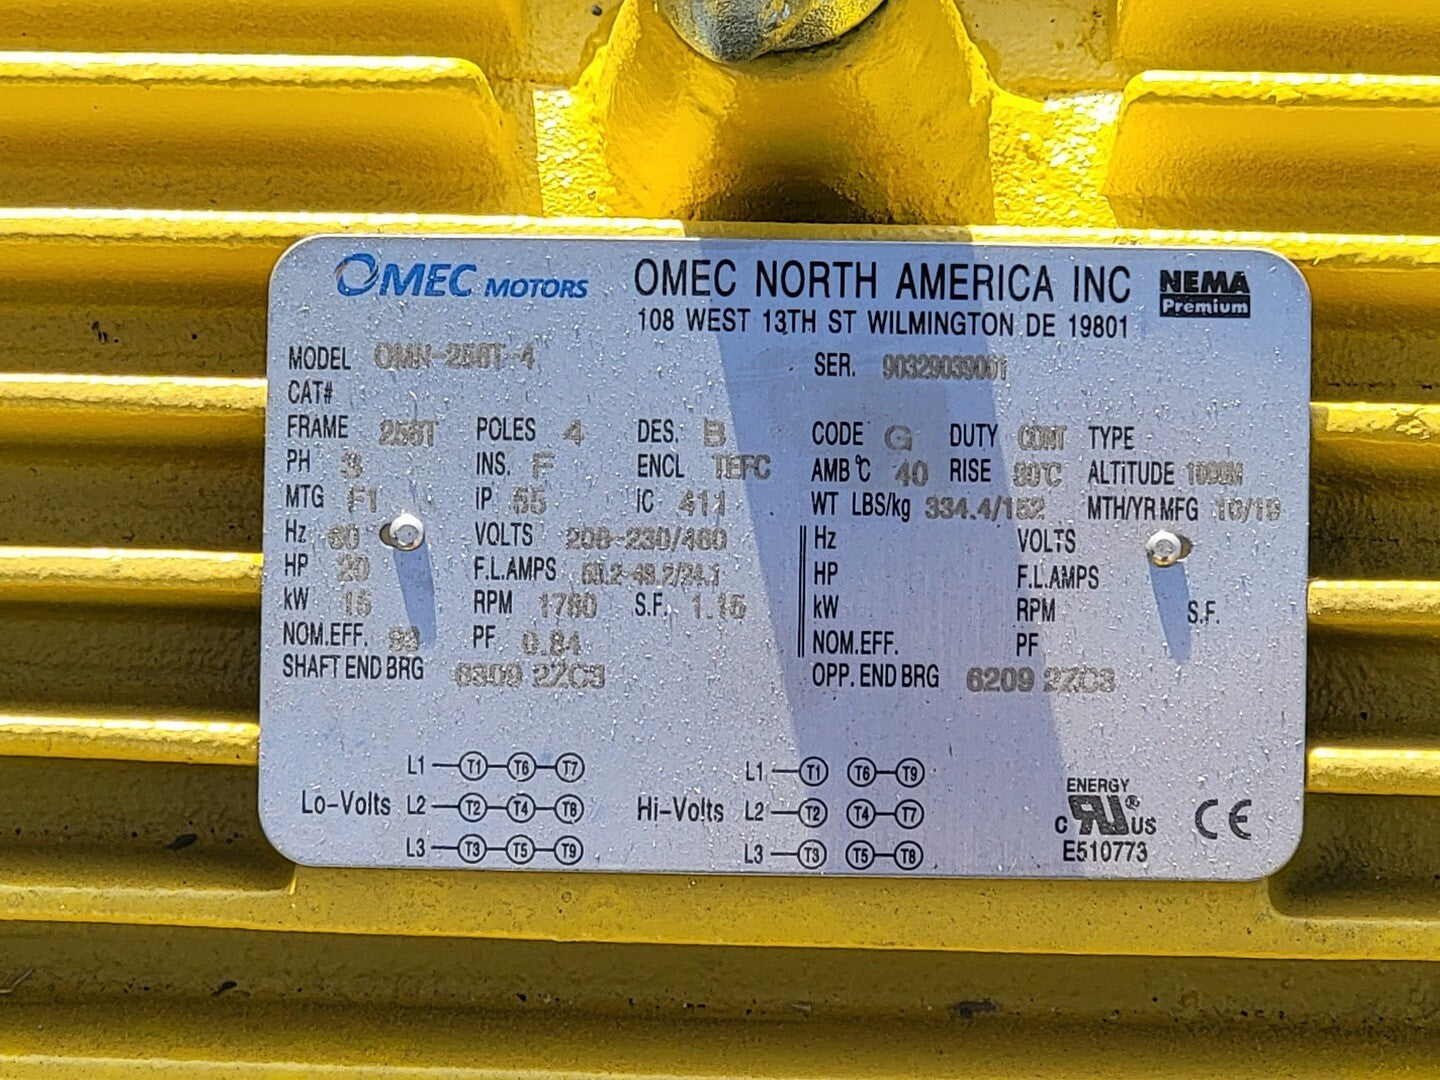 OMEC MOTORS OMEC NORTH AMERICA INC NEMA Premium
108 WEST 13TH ST WILMINGTON DE 19801
MODEL OMN-256T-4 SER. 90329039001
CAT#
FRAME 256T POLES 4 DES. B CODE G DUTY CONT TYPE
PH 3 INS. F ENCL TEFC AMB °C 40 RISE 80°C ALTITUDE 1000M
MTG F1 IP 55 IC 411 WT LBS/kg 334.4/152 MTH/YR MFG 10/19
Hz 60 VOLTS 208-230/460 Hz VOLTS
HP 20 F.L.AMPS HP F.L.AMPS
kW 15 RPM S.F. 1.15 kW RPM S.F.
NOM.EFF. 93 PF 0.84 NOM.EFF. PF
SHAFT END BRG 6309 2ZC3 OPP. END BRG 6209 2ZC3
L1 T1 T6 T7 L1 T1 T6 T9
Lo-Volts L2 T2 T4 T8 Hi-Volts L2 T2 T4 T7
L3 T3 T5 T9 L3 T3 T5 T8
ENERGY
C UR ® US CE
E510773